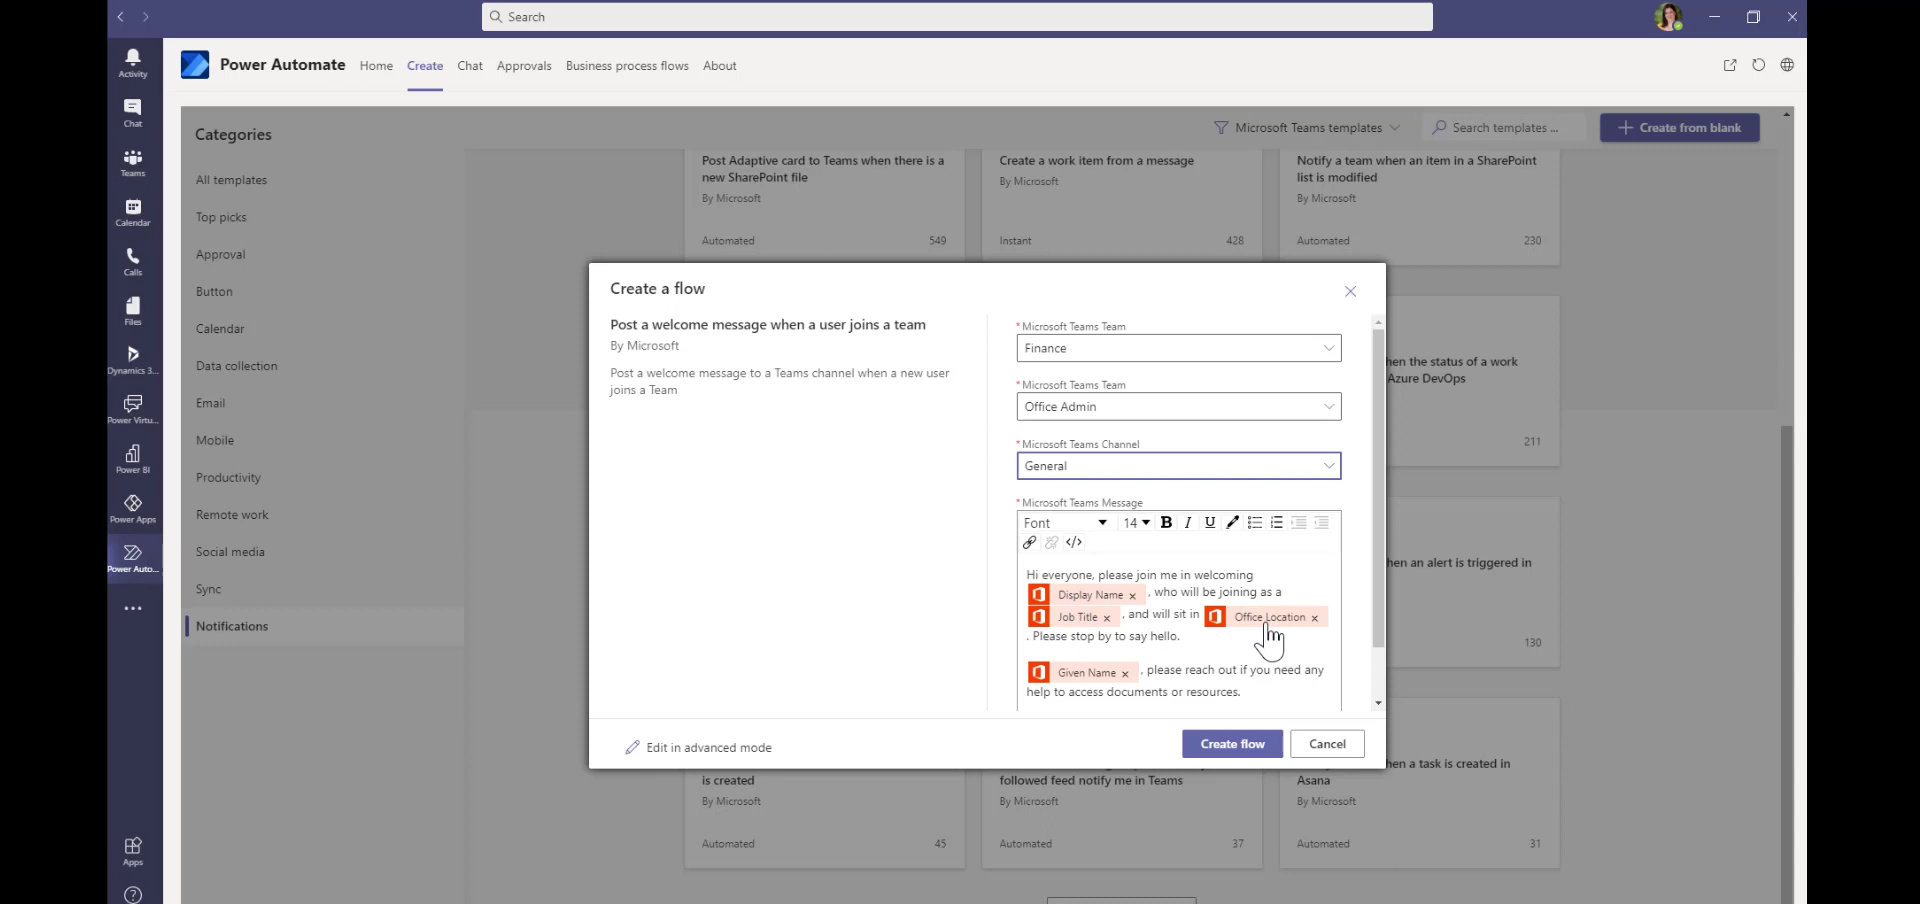 Search
Activity
Chat
Teams
Calendar
Calls
Files
Dynamics 3...
Power Virtu...
Power BI
Power Apps
Power Auto...
Apps
Power Automate Home Create Chat Approvals Business process flows About
Categories
All templates
Top picks
Approval
Button
Calendar
Data collection
Email
Mobile
Productivity
Remote work
Social media
Sync
Notifications
Microsoft Teams templates
Search templates ...
Create from blank
Post Adaptive card to Teams when there is a
new SharePoint file
By Microsoft
Automated 549
Create a work item from a message
By Microsoft
Instant 428
Notify a team when an item in a SharePoint
list is modified
By Microsoft
Automated 230
Create a flow
Post a welcome message when a user joins a team
By Microsoft
Post a welcome message to a Teams channel when a new user
joins a Team
* Microsoft Teams Team
Finance
* Microsoft Teams Team
Office Admin
* Microsoft Teams Channel
General
* Microsoft Teams Message
Font 14 B I U
</>
Hi everyone, please join me in welcoming
Display Name × , who will be joining as a
Job Title × , and will sit in Office Location ×
. Please stop by to say hello.
Given Name × , please reach out if you need any
help to access documents or resources.
Edit in advanced mode
Create flow
Cancel
hen the status of a work
Azure DevOps
211
hen an alert is triggered in
130
is created
By Microsoft
Automated 45
followed feed notify me in Teams
By Microsoft
Automated 37
hen a task is created in
Asana
By Microsoft
Automated 31